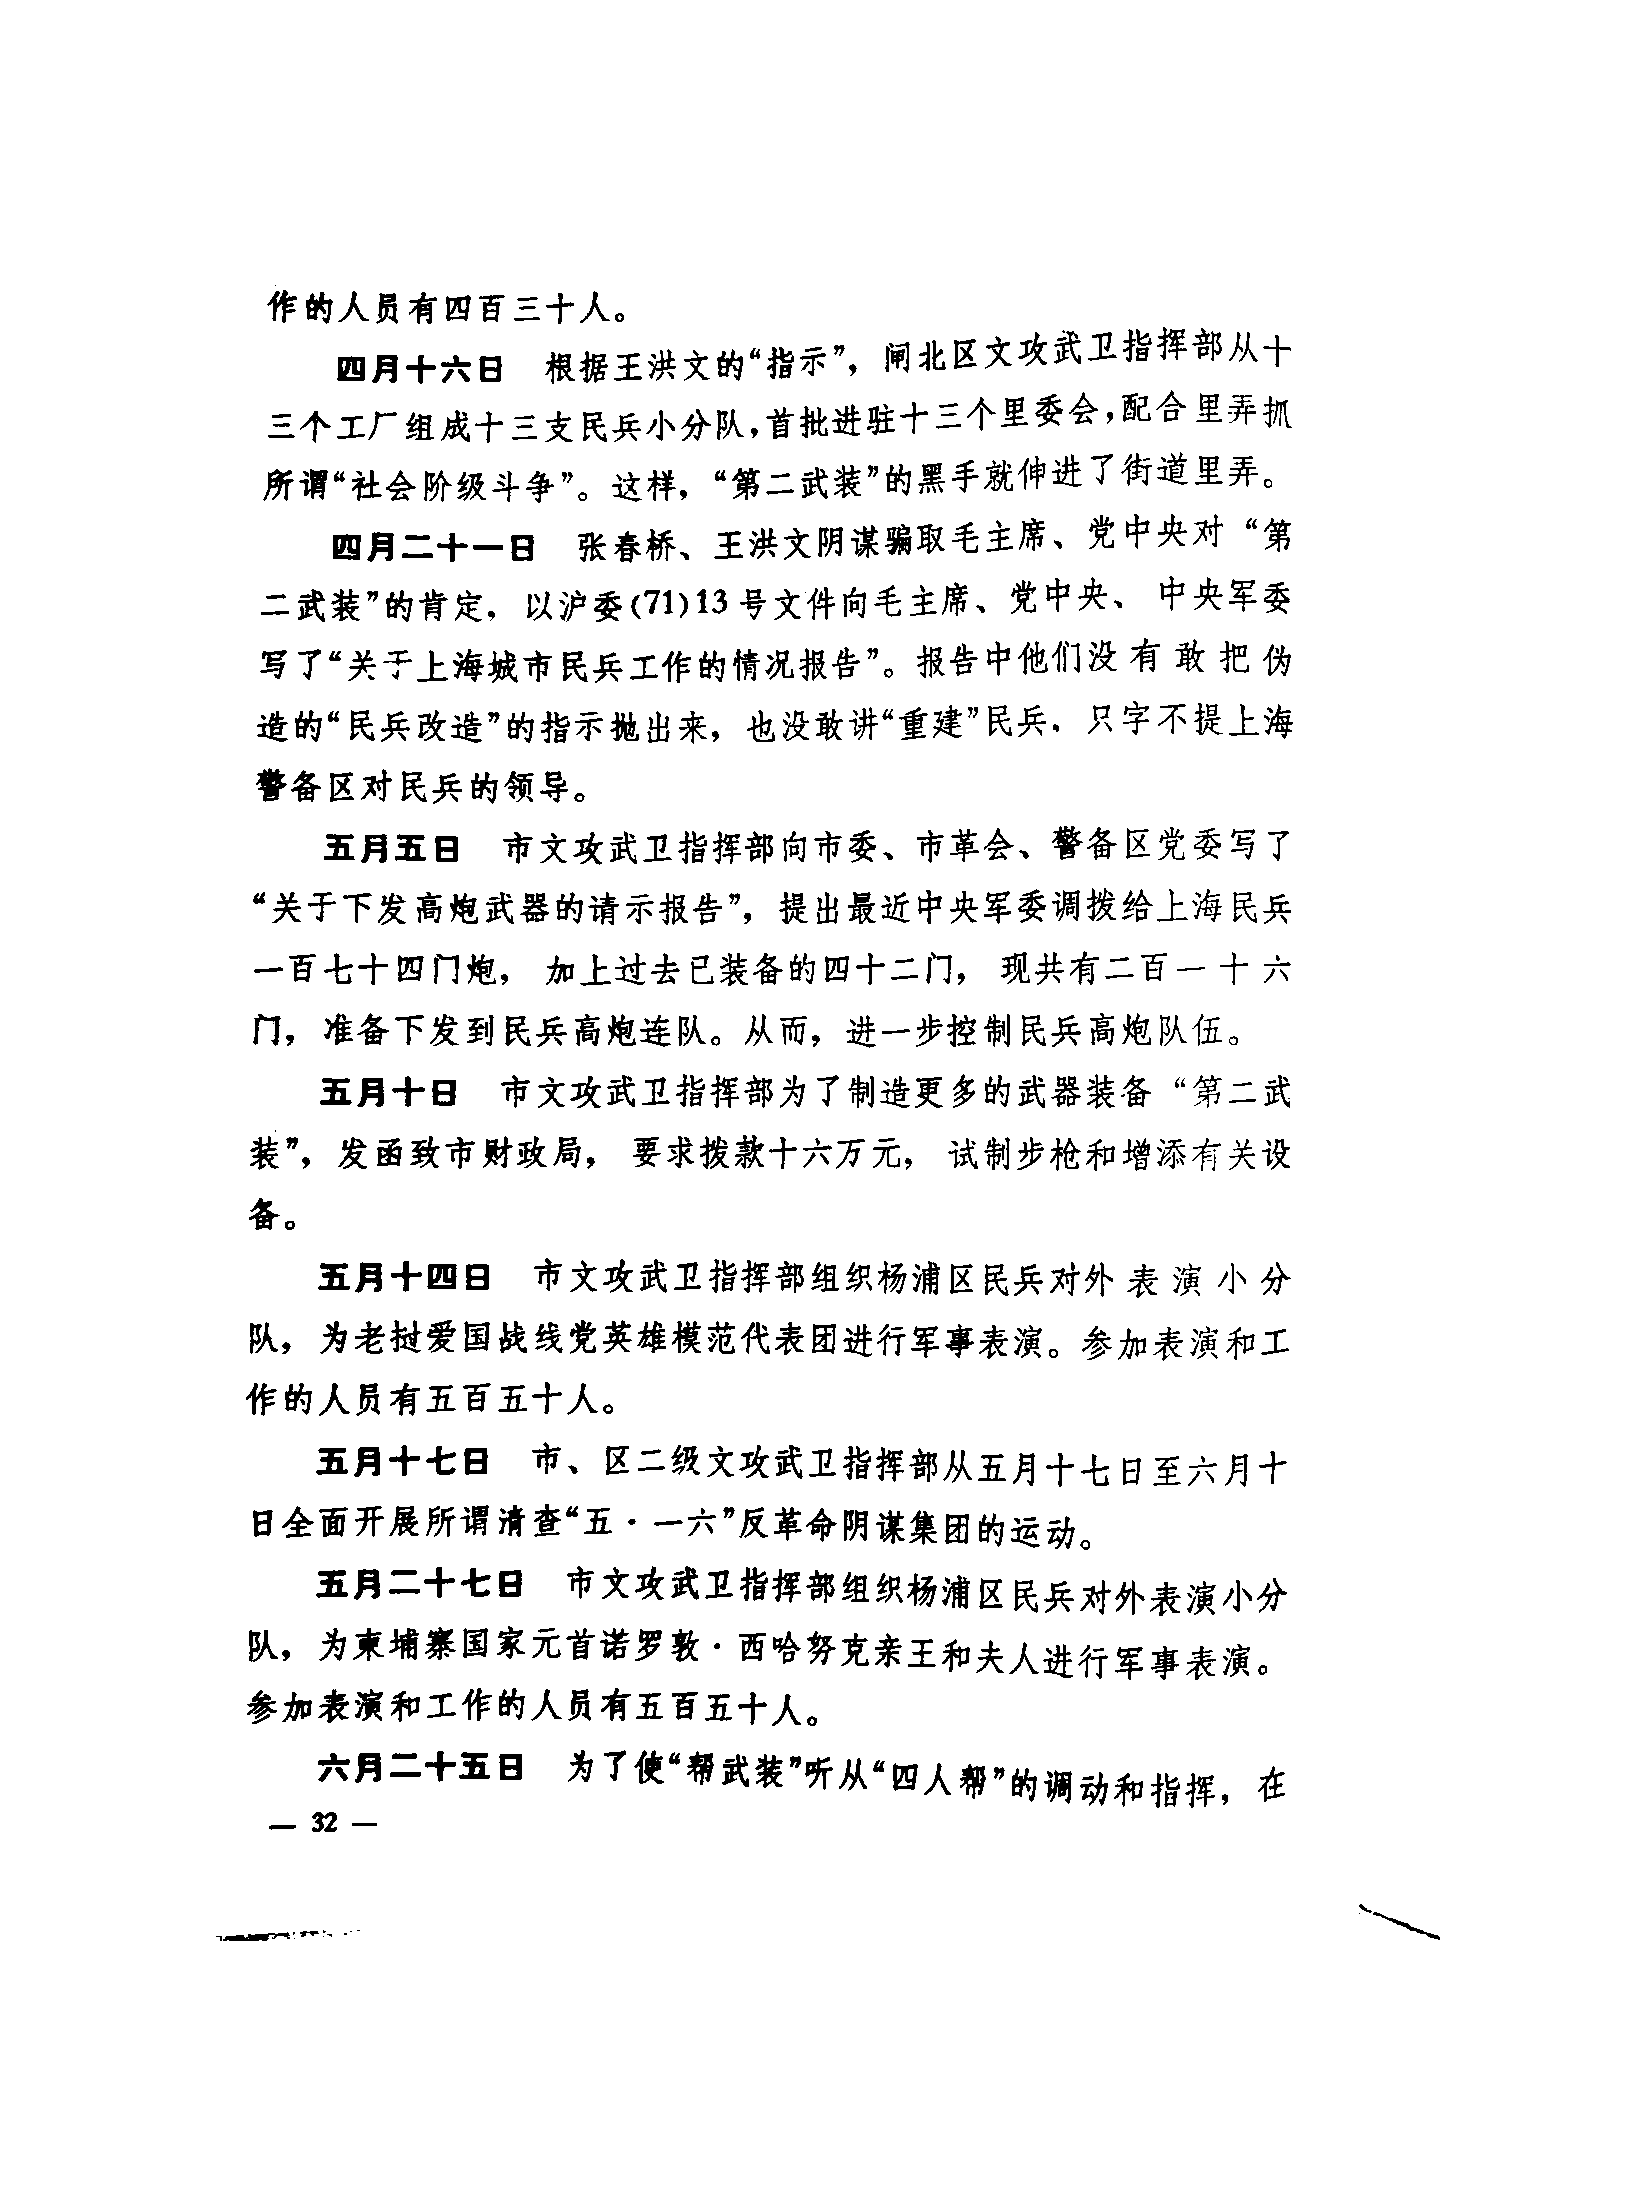 作的人员有四百三十人。
四月十六日 根据王洪文的“指示”，闸北区文攻武卫指挥部从十
三个工厂组成十三支民兵小分队，首批进驻十三个里委会，配合里弄抓
所谓“社会阶级斗争”。这样，“第二武装”的黑手就伸进了街道里弄。
四月二十一日 张春桥、王洪文阴谋骗取毛主席、党中央对“第
二武装”的肯定，以沪委(71)13号文件向毛主席、党中央、中央军委
写了“关于上海城市民兵工作的情况报告”。报告中他们没有敢把伪
造的“民兵改造”的指示抛出来，也没敢讲“重建”民兵．只字不提上海
警备区对民兵的领导。
五月五日 市文攻武卫指挥部向市委、市革会、警备区党委写了
“关于下发高炮武器的请示报告”，提出最近中央军委调拨给上海民兵
一百七十四门炮，加上过去已装备的四十二门，现共有二百一十六
门，准备下发到民兵高炮连队。从而，进一步控制民兵高炮队伍。
五月十日 市文攻武卫指挥部为了制造更多的武器装备“第二武
装”，发函致市财政局，要求拨款十六万元，试制步枪和增添有关设
备。
五月十四日 市文攻武卫指挥部组织杨浦区民兵对外表演小分
队，为老挝爱国战线党英雄模范代表团进行军事表演。参加表演和工
作的人员有五百五十人。
五月十七日 市、区二级文攻武卫指挥部从五月十七日至六月十
日全面开展所谓清查“五·一六”反革命阴谋集团的运动。
五月二十七日 市文攻武卫指挥部组织杨浦区民兵对外表演小分
队，为柬埔寨国家元首诺罗敦·西哈努克亲王和夫人进行军事表演。
参加表演和工作的人员有五百五十人。
六月二十五日 为了使“帮武装”听从“四人帮”的调动和指挥，在
— 32 —